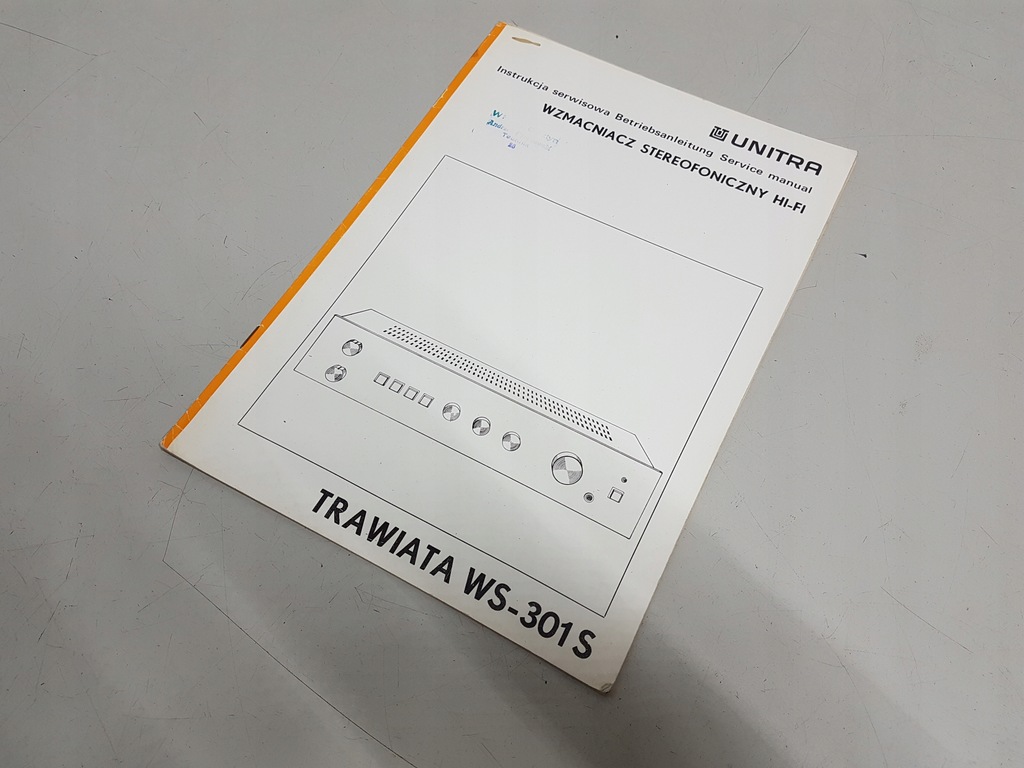 UNITRA
Instrukcja serwisowa Betriebsanleitung Service manual
WZMACNIACZ STEREOFONICZNY HI-FI
TRAWIATA WS-301S